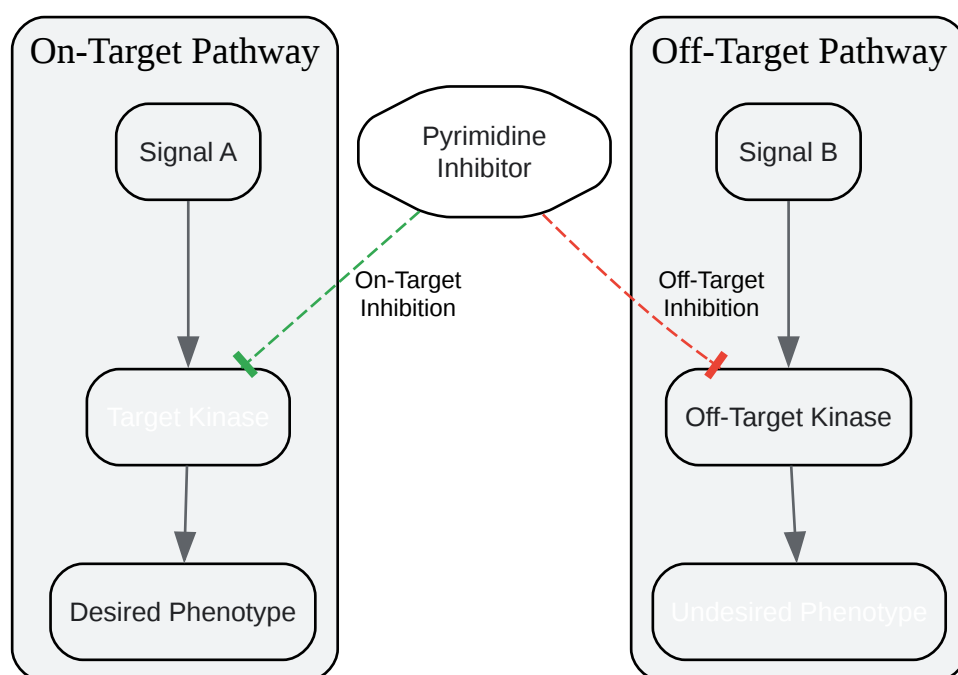 On-Target Pathway
Signal A
Target Kinase
Desired Phenotype
Pyrimidine
Inhibitor
On-Target
Inhibition
Off-Target
Inhibition
Off-Target Pathway
Signal B
Off-Target Kinase
Undesired Phenotype